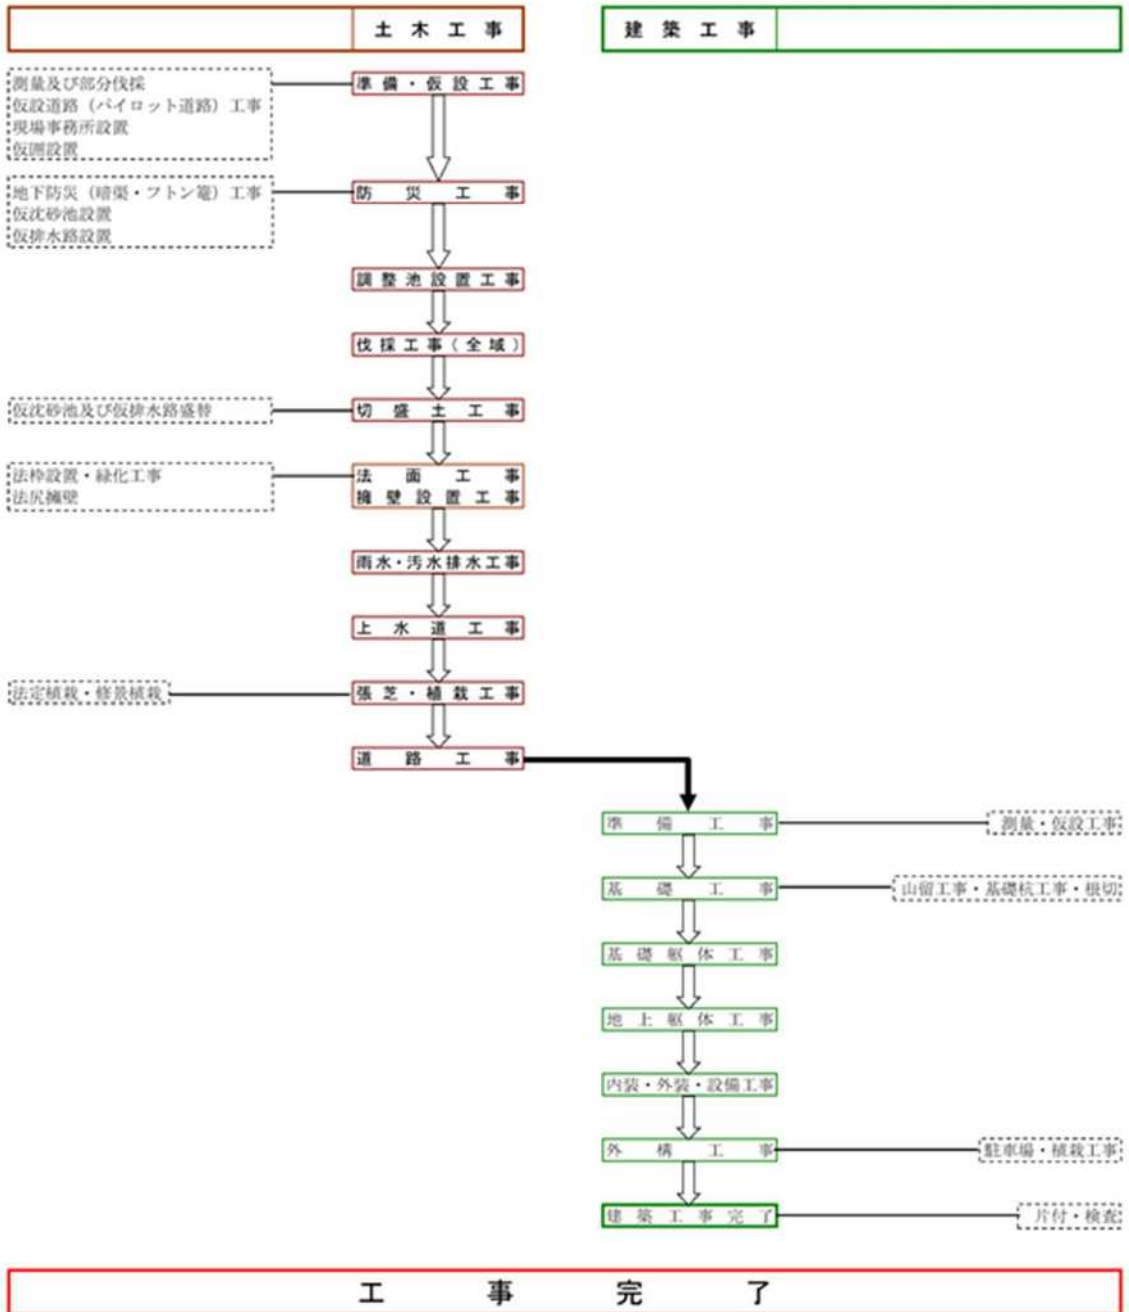 土木工事
建築工事
測量及び部分伐採
仮設道路（パイロット道路）工事
現場事務所設置
仮囲設置
準備・仮設工事
地下防災（暗渠・フトン篭）工事
仮沈砂池設置
仮排水路設置
防災工事
調整池設置工事
伐採工事(全域)
仮沈砂池及び仮排水路盛替
切盛土工事
法枠設置・緑化工事
法尻擁壁
法面工事
擁壁設置工事
雨水・汚水排水工事
上水道工事
法定植栽・修景植栽
張芝・植栽工事
道路工事
準備工事
測量・仮設工事
基礎工事
山留工事・基礎杭工事・根切
基礎躯体工事
地上躯体工事
内装・外装・設備工事
外構工事
駐車場・植栽工事
建築工事完了
片付・検査
工事完了